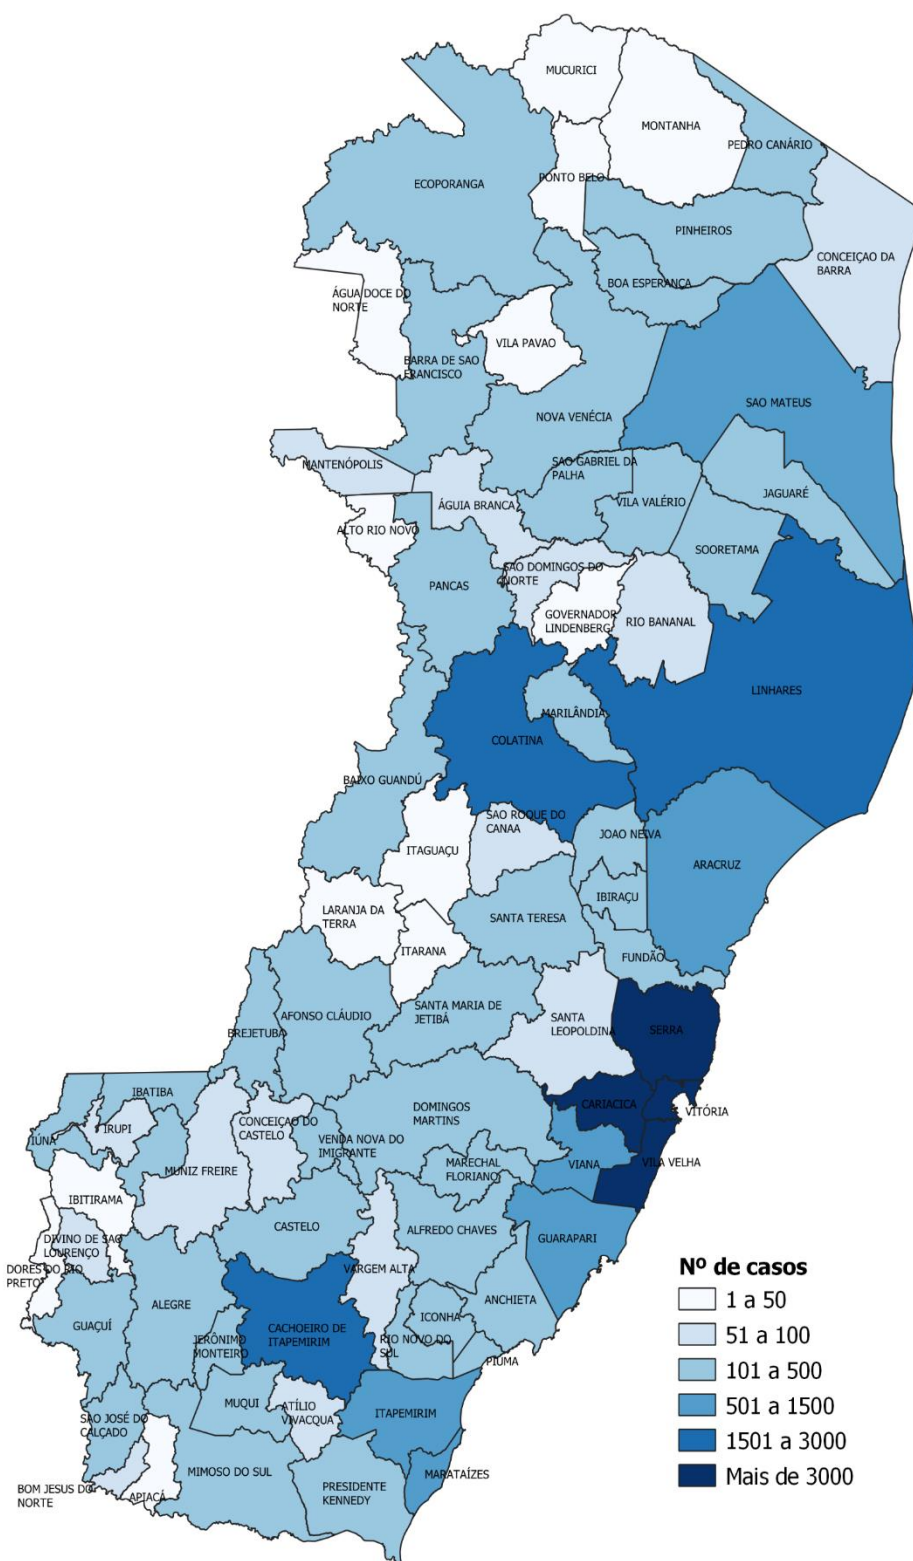 MUCURICI
MONTANHA
PEDRO CANÁRIO
ECOPORANGA
PONTO BELO
PINHEIROS
CONCEIÇAO DA
BARRA
BOA ESPERANÇA
ÁGUA DOCE DO
NORTE
VILA PAVAO
BARRA DE SAO
FRANCISCO
SAO MATEUS
NOVA VENÉCIA
MANTENÓPOLIS
SAO GABRIEL DA
PALHA
JAGUARÉ
ÁGUIA BRANCA
VILA VALÉRIO
ALTO RIO NOVO
SOORETAMA
SAO DOMINGOS DO
NORTE
PANCAS
GOVERNADOR
LINDENBERG
RIO BANANAL
LINHARES
MARILÂNDIA
COLATINA
BAIXO GUANDÚ
SAO ROQUE DO
CANAA
JOAO NEIVA
ITAGUAÇU
ARACRUZ
IBIRAÇU
LARANJA DA
TERRA
SANTA TERESA
ITARANA
FUNDÃO
SANTA MARIA DE
JETIBÁ
AFONSO CLÁUDIO
SANTA
LEOPOLDINA
SERRA
BREJETUBA
IBATIBA
CARIACICA
DOMINGOS
MARTINS
VITÓRIA
CONCEIÇAO DO
CASTELO
IRUPI
IÚNA
VENDA NOVA DO
IMIGRANTE
MARECHAL
FLORIANO
VIANA
VILA VELHA
MUNIZ FREIRE
IBITIRAMA
CASTELO
ALFREDO CHAVES
GUARAPARI
DIVINO DE SAO
LOURENÇO
DORES DO RIO
PRETO
VARGEM ALTA
Nº de casos
1 a 50
51 a 100
101 a 500
501 a 1500
1501 a 3000
Mais de 3000
ALEGRE
ANCHIETA
ICONHA
GUAÇUÍ
CACHOEIRO DE
ITAPEMIRIM
JERÔNIMO
MONTEIRO
RIO NOVO DO
SUL
PIÚMA
MUQUI
ATÍLIO
VIVACQUA
ITAPEMIRIM
SAO JOSÉ DO
CALÇADO
MIMOSO DO SUL
MARATAÍZES
PRESIDENTE
KENNEDY
BOM JESUS DO
NORTE
APIACÁ